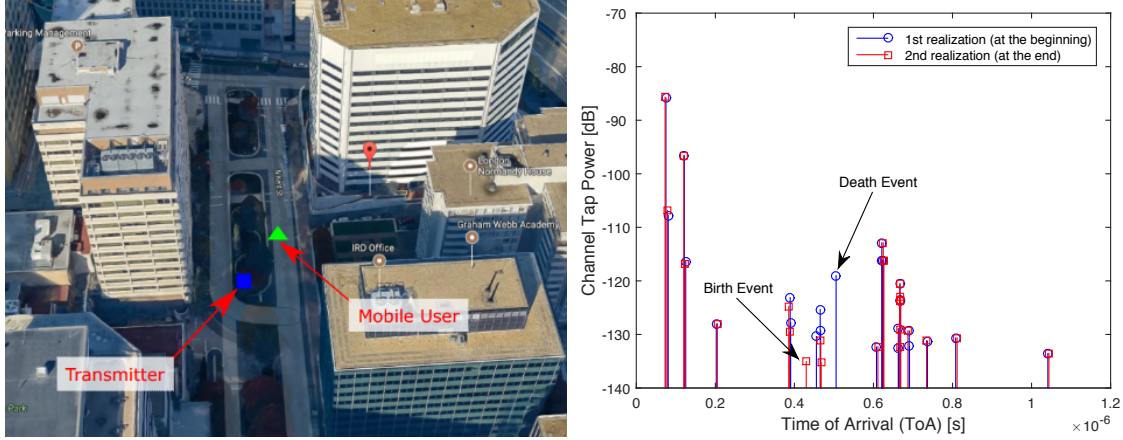 arking Management
P
London
Normandy House
N Nash St
Graham Webb Academy
IRD Office
Mobile User
Transmitter
Park
-70
-80
-90
-100
-110
-120
-130
-140
Channel Tap Power [dB]
1st realization (at the beginning)
2nd realization (at the end)
Death Event
Birth Event
0
0.2
0.4
0.6
0.8
1
1.2
Time of Arrival (ToA) [s]
×10⁻⁶